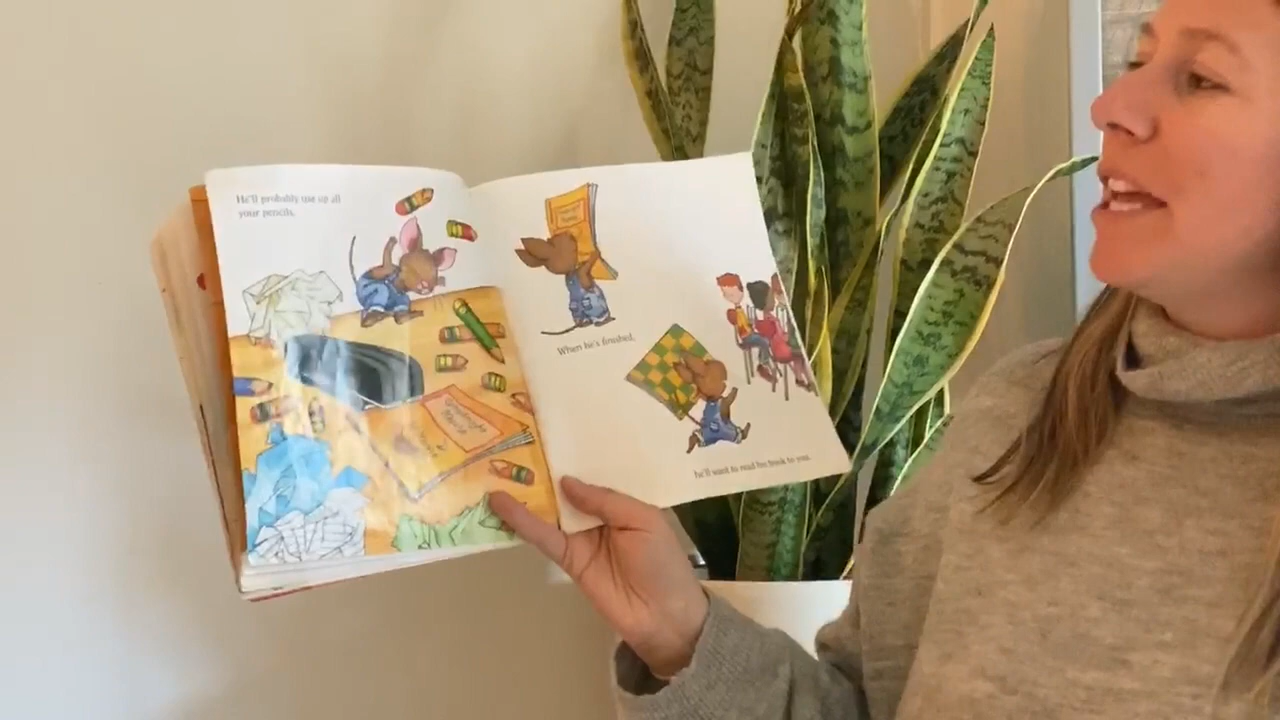 He'll probably use up all
your pencils.
When he's finished,
he'll want to read his book to you.